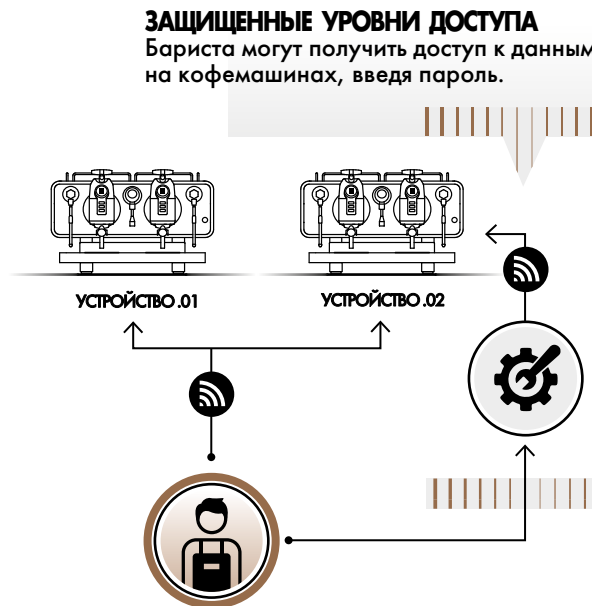 ЗАЩИЩЕННЫЕ УРОВНИ ДОСТУПА
Бариста могут получить доступ к данным
на кофемашинах, введя пароль.
УСТРОЙСТВО .01
УСТРОЙСТВО .02